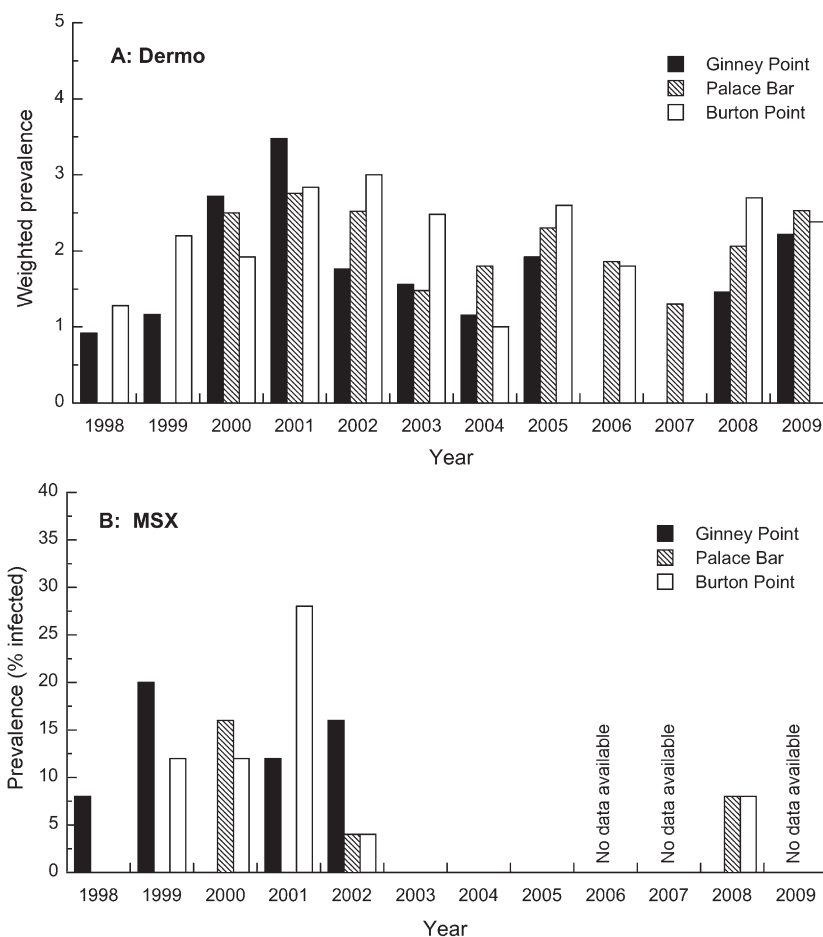 A: Dermo
Ginney Point
Palace Bar
Burton Point
Weighted prevalence
5
4
3
2
1
0
1998 1999 2000 2001 2002 2003 2004 2005 2006 2007 2008 2009
Year
B: MSX
Ginney Point
Palace Bar
Burton Point
Prevalence (% infected)
40
35
30
25
20
15
10
5
0
No data available
No data available
No data available
1998 1999 2000 2001 2002 2003 2004 2005 2006 2007 2008 2009
Year